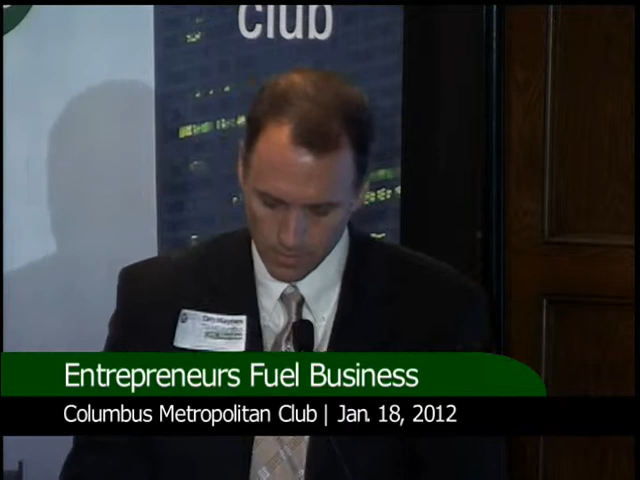 club
Entrepreneurs Fuel Business
Columbus Metropolitan Club | Jan. 18, 2012